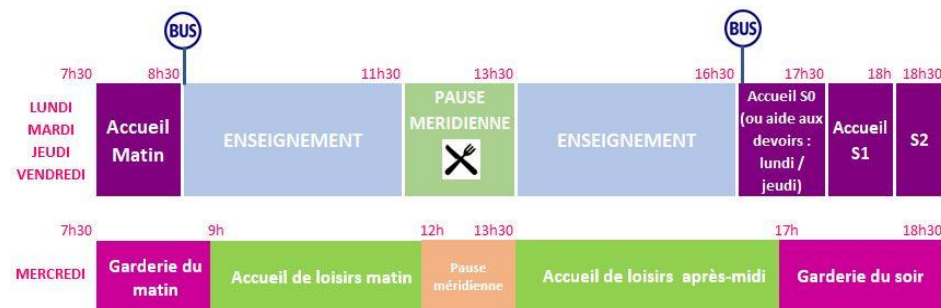 BUS
BUS
7h30
8h30
11h30
13h30
16h30
17h30
18h
18h30
LUNDI
MARDI
JEUDI
VENDREDI
Accueil
Matin
ENSEIGNEMENT
PAUSE
MERIDIENNE
ENSEIGNEMENT
Accueil S0
(ou aide aux
devoirs :
lundi /
jeudi)
Accueil
S1
S2
7h30
9h
12h
13h30
17h
18h30
MERCREDI
Garderie du
matin
Accueil de loisirs matin
Pause
méridienne
Accueil de loisirs après-midi
Garderie du soir